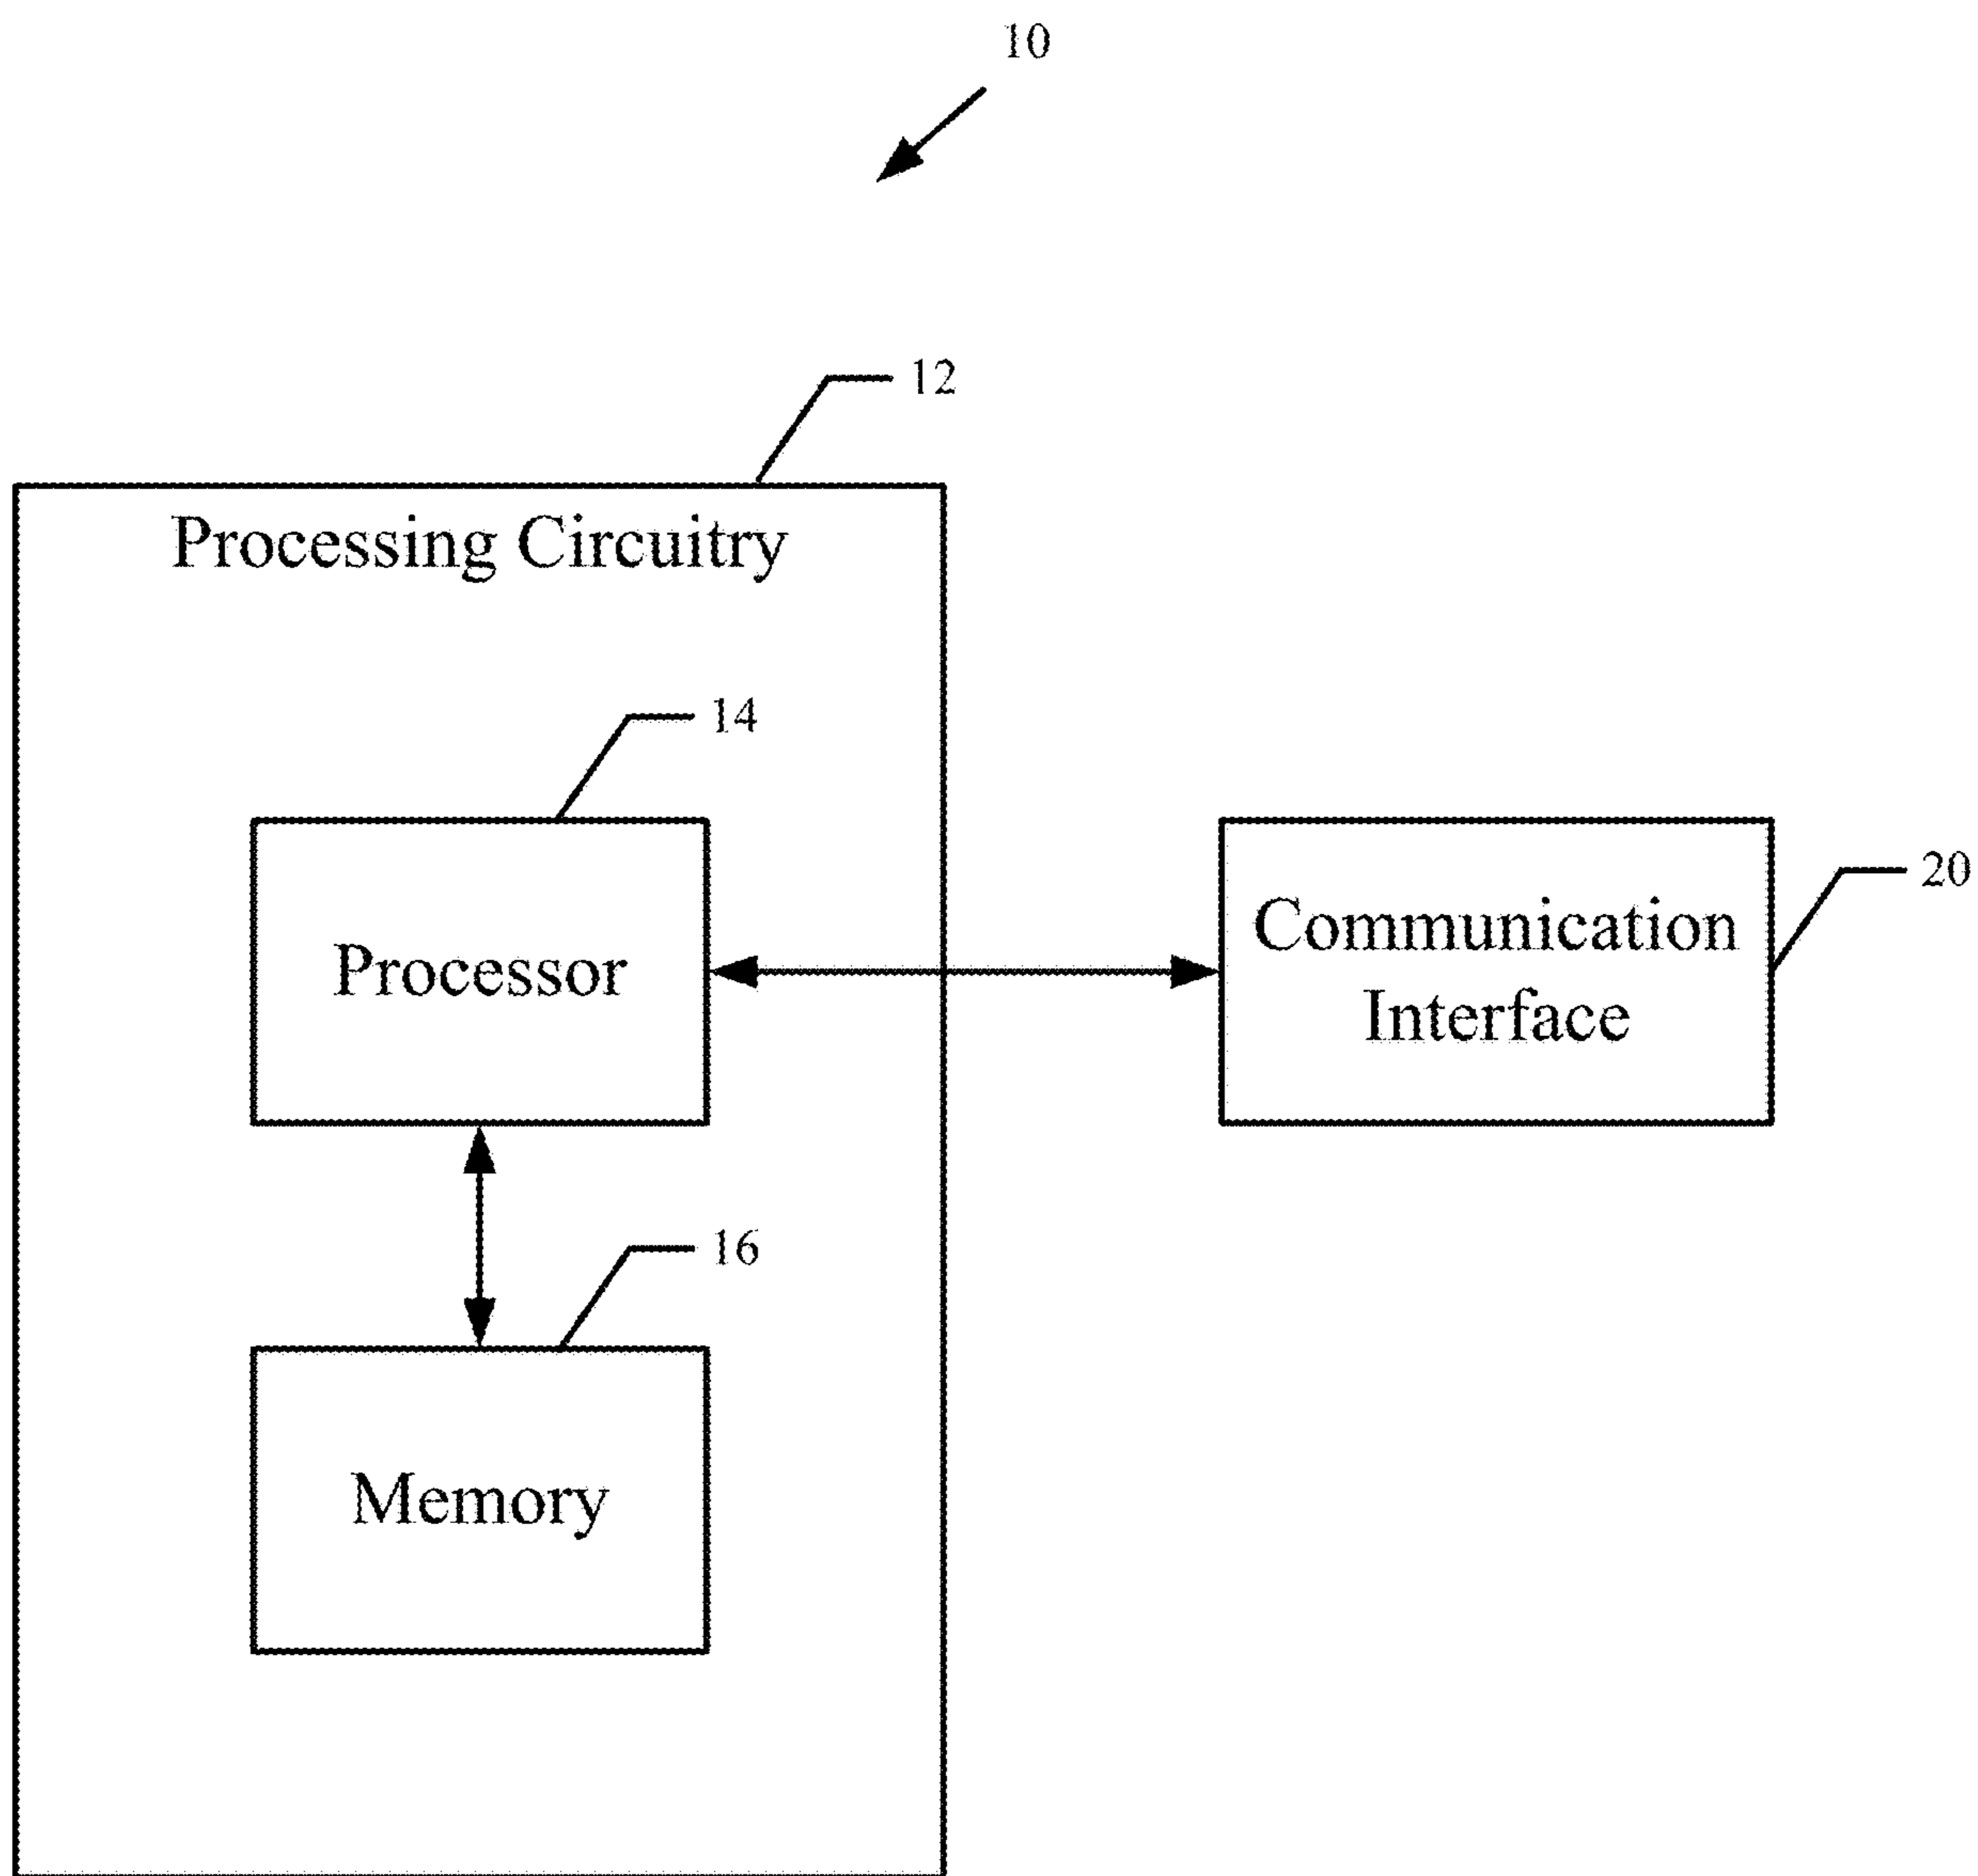 10
12
Processing Circuitry
14
Processor
Communication
Interface
20
16
Memory